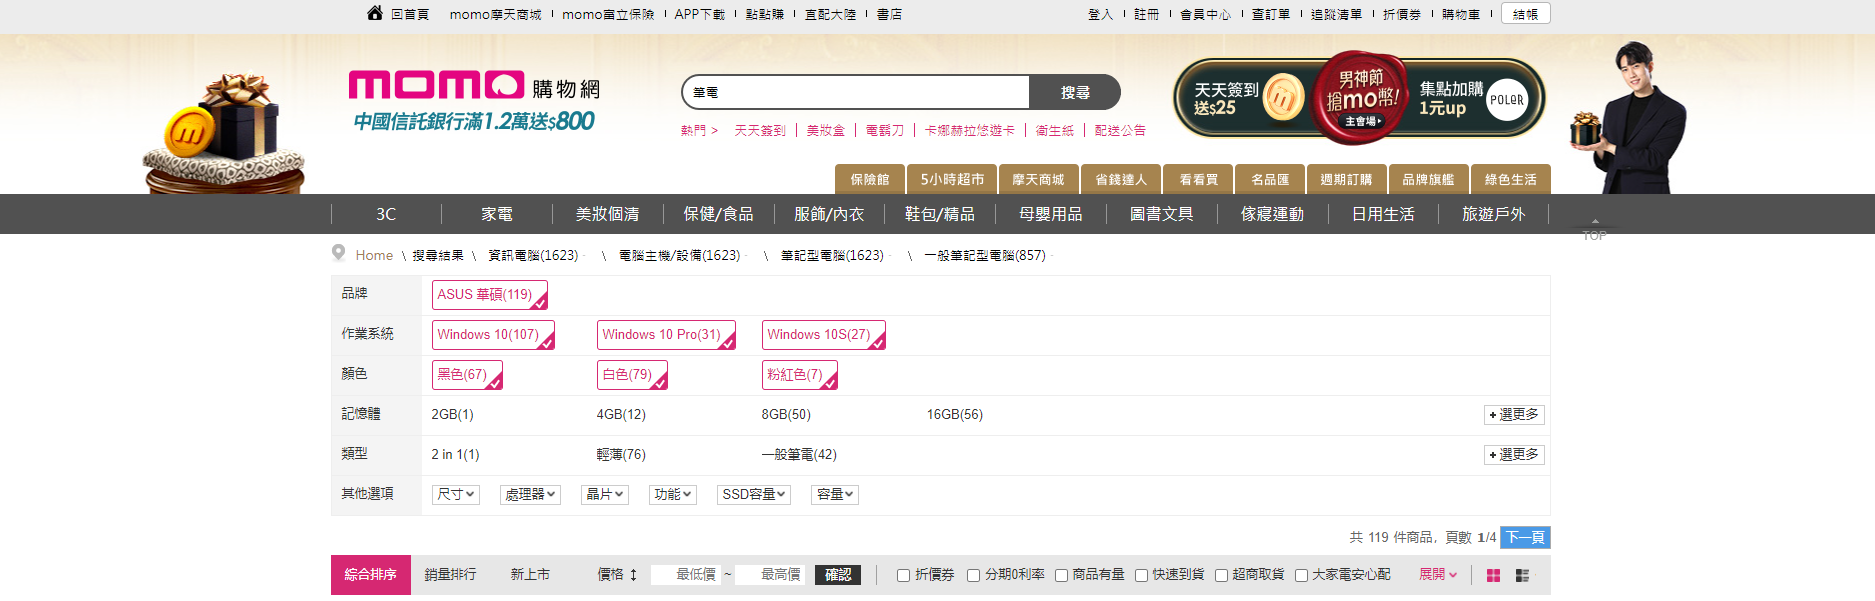 回首頁 momo摩天商城 momo富立保險 APP下載 點點賺 直配大陸 書店 登入 註冊 會員中心 查訂單 追蹤清單 折價券 購物車 結帳
momo 購物網
中國信託銀行滿1.2萬送$800
筆電 搜尋
熱門 > 天天簽到 美妝盒 電鬍刀 卡娜赫拉悠遊卡 衛生紙 配送公告
天天簽到
送$25
男神節
搶mo幣!
主會場
集點加購
1元up
POLER
保險館 5小時超市 摩天商城 省錢達人 看看買 名品匯 週期訂購 品牌旗艦 綠色生活
3C 家電 美妝個清 保健/食品 服飾/內衣 鞋包/精品 母嬰用品 圖書文具 傢寢運動 日用生活 旅遊戶外
TOP
Home \ 搜尋結果 \ 資訊電腦(1623) \ 電腦主機/設備(1623) \ 筆記型電腦(1623) \ 一般筆記型電腦(857)
品牌 ASUS 華碩(119)
作業系統 Windows 10(107) Windows 10 Pro(31) Windows 10S(27)
顏色 黑色(67) 白色(79) 粉紅色(7)
記憶體 2GB(1) 4GB(12) 8GB(50) 16GB(56) +選更多
類型 2 in 1(1) 輕薄(76) 一般筆電(42) +選更多
其他選項 尺寸 處理器 晶片 功能 SSD容量 容量
共 119 件商品, 頁數 1/4 下一頁
綜合排序 銷量排行 新上市 價格 最低價 ~ 最高價 確認 折價券 分期0利率 商品有量 快速到貨 超商取貨 大家電安心配 展開